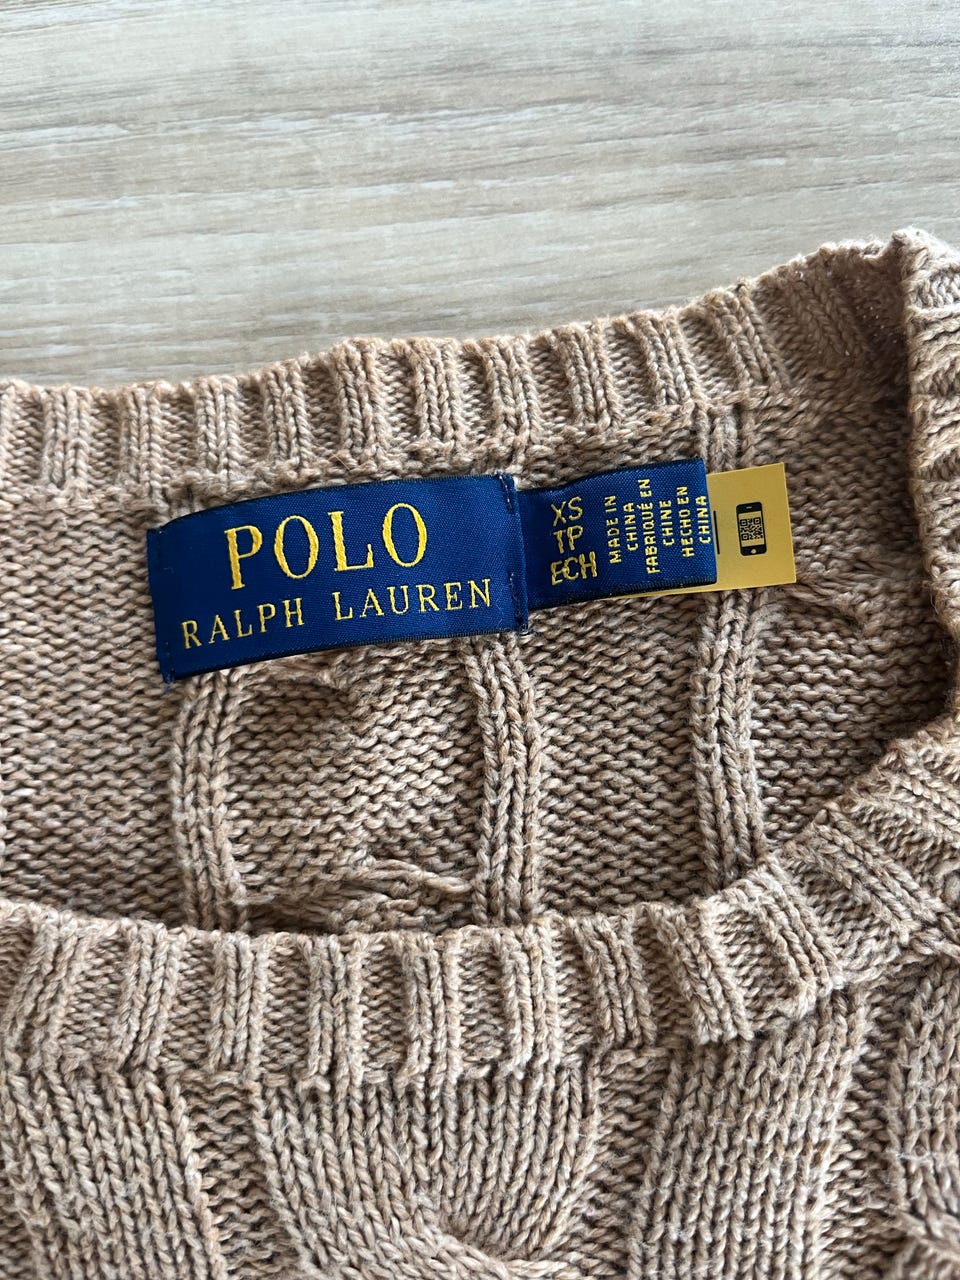 POLO
RALPH LAUREN
XS
TP
ECH
MADE IN
CHINA
FABRIQUÉ EN
CHINE
HECHO EN
CHINA